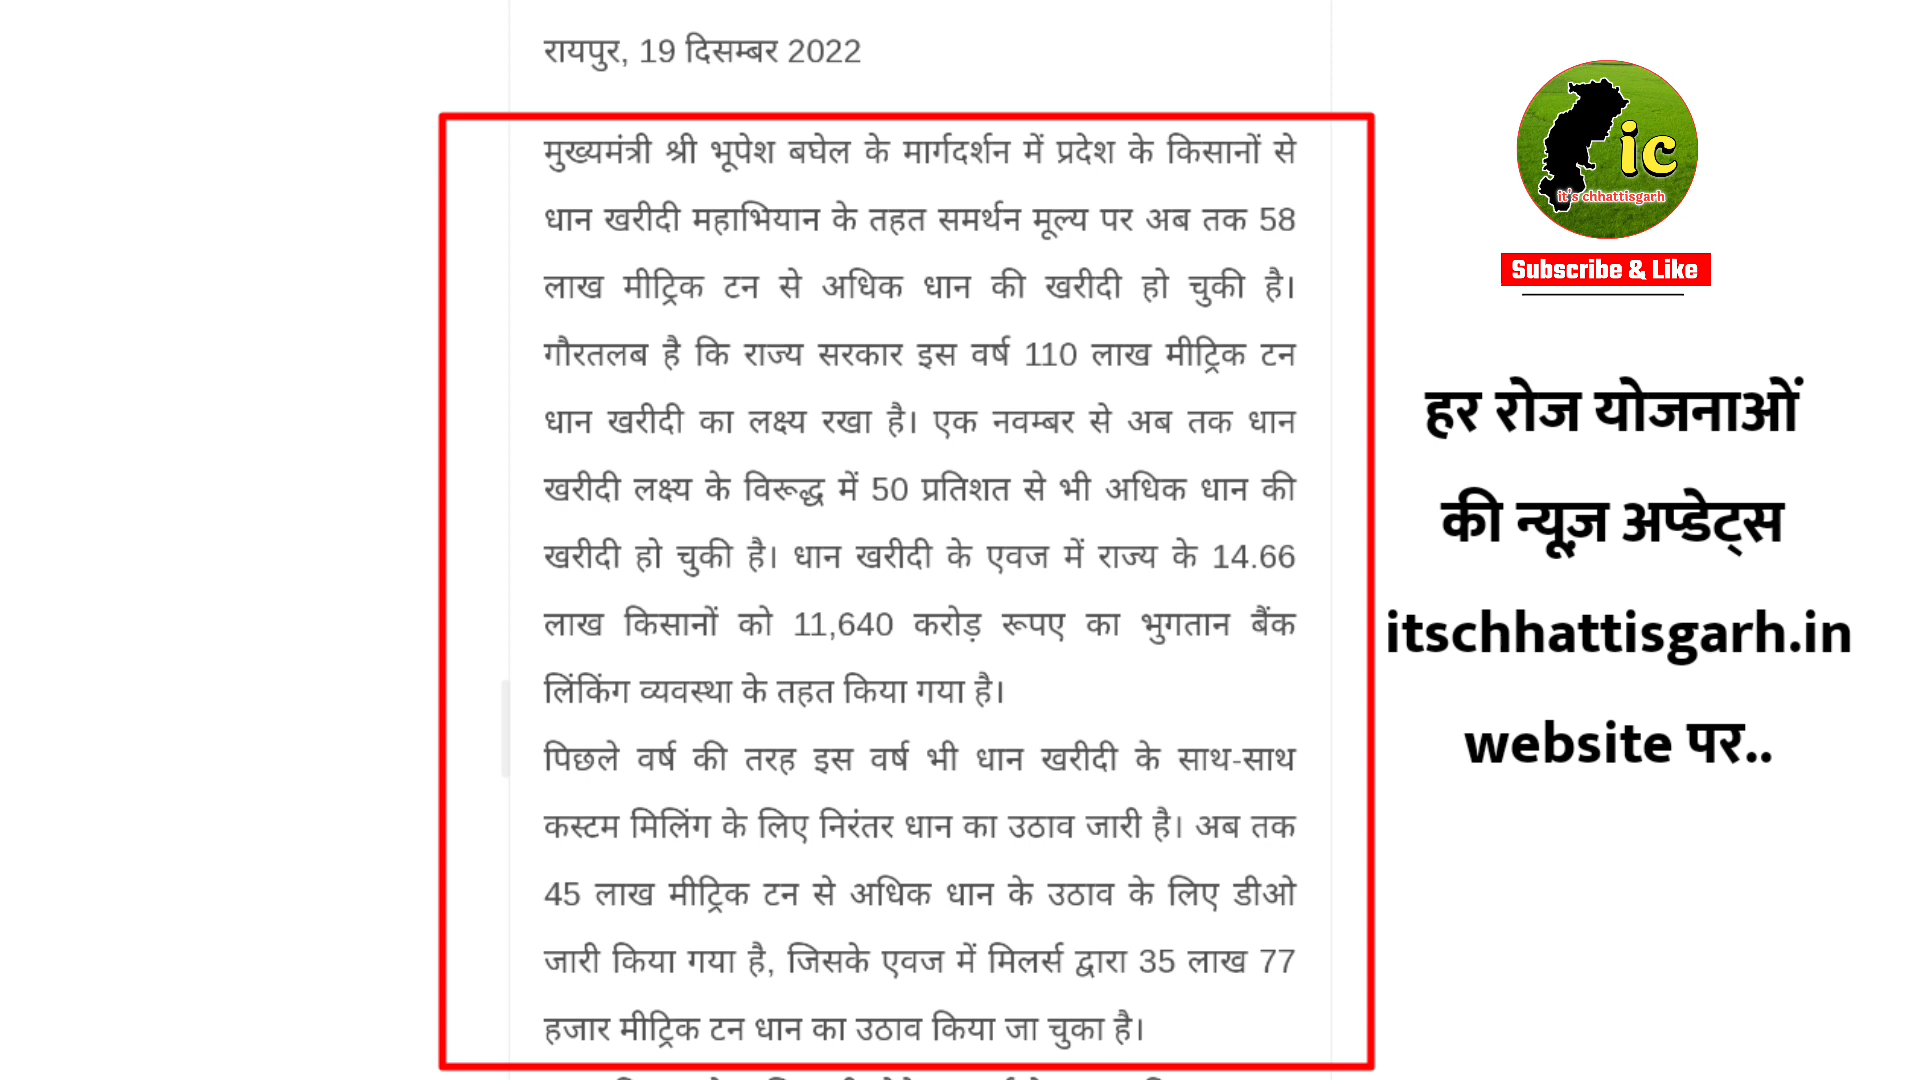 रायपुर, 19 दिसम्बर 2022
मुख्यमंत्री श्री भूपेश बघेल के मार्गदर्शन में प्रदेश के किसानों से
धान खरीदी महाभियान के तहत समर्थन मूल्य पर अब तक 58
लाख मीट्रिक टन से अधिक धान की खरीदी हो चुकी है।
गौरतलब है कि राज्य सरकार इस वर्ष 110 लाख मीट्रिक टन
धान खरीदी का लक्ष्य रखा है। एक नवम्बर से अब तक धान
खरीदी लक्ष्य के विरूद्ध में 50 प्रतिशत से भी अधिक धान की
खरीदी हो चुकी है। धान खरीदी के एवज में राज्य के 14.66
लाख किसानों को 11,640 करोड़ रूपए का भुगतान बैंक
लिंकिंग व्यवस्था के तहत किया गया है।
पिछले वर्ष की तरह इस वर्ष भी धान खरीदी के साथ-साथ
कस्टम मिलिंग के लिए निरंतर धान का उठाव जारी है। अब तक
45 लाख मीट्रिक टन से अधिक धान के उठाव के लिए डीओ
जारी किया गया है, जिसके एवज में मिलर्स द्वारा 35 लाख 77
हजार मीट्रिक टन धान का उठाव किया जा चुका है।
ic
it's chhattisgarh
Subscribe & Like
हर रोज योजनाओं
की न्यूज़ अप्डेट्स
itschhattisgarh.in
website पर..